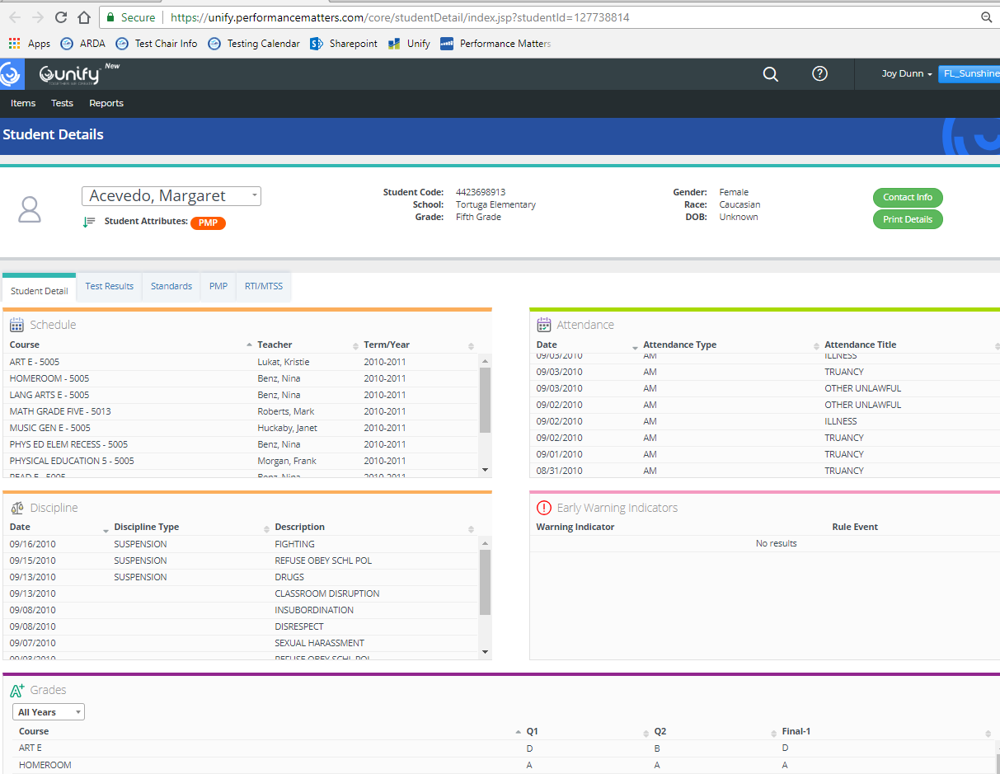 Secure https://unify.performancematters.com/core/studentDetail/index.jsp?studentId=127738814
Apps ARDA Test Chair Info Testing Calendar Sharepoint Unify Performance Matters
unify New
TOGETHER WE CREATE
Joy Dunn FL_Sunshine
Items Tests Reports
Student Details
Acevedo, Margaret
Student Attributes: PMP
Student Code: 4423698913
School: Tortuga Elementary
Grade: Fifth Grade
Gender: Female
Race: Caucasian
DOB: Unknown
Contact Info
Print Details
Student Detail Test Results Standards PMP RTI/MTSS
Schedule
Course Teacher Term/Year
ART E - 5005 Lukat, Kristie 2010-2011
HOMEROOM - 5005 Benz, Nina 2010-2011
LANG ARTS E - 5005 Benz, Nina 2010-2011
MATH GRADE FIVE - 5013 Roberts, Mark 2010-2011
MUSIC GEN E - 5005 Huckaby, Janet 2010-2011
PHYS ED ELEM RECESS - 5005 Benz, Nina 2010-2011
PHYSICAL EDUCATION 5 - 5005 Morgan, Frank 2010-2011
READ E - 5005 Benz, Nina 2010-2011
Attendance
Date Attendance Type Attendance Title
09/03/2010 AM ILLNESS
09/03/2010 AM TRUANCY
09/03/2010 AM OTHER UNLAWFUL
09/02/2010 AM OTHER UNLAWFUL
09/02/2010 AM ILLNESS
09/02/2010 AM TRUANCY
09/01/2010 AM TRUANCY
08/31/2010 AM TRUANCY
Discipline
Date Discipline Type Description
09/16/2010 SUSPENSION FIGHTING
09/15/2010 SUSPENSION REFUSE OBEY SCHL POL
09/13/2010 SUSPENSION DRUGS
09/13/2010 CLASSROOM DISRUPTION
09/08/2010 INSUBORDINATION
09/08/2010 DISRESPECT
09/07/2010 SEXUAL HARASSMENT
09/03/2010 REFUSE OBEY SCHL POL
Early Warning Indicators
Warning Indicator Rule Event
No results
A+ Grades
All Years
Course Q1 Q2 Final-1
ART E D B D
HOMEROOM A A A